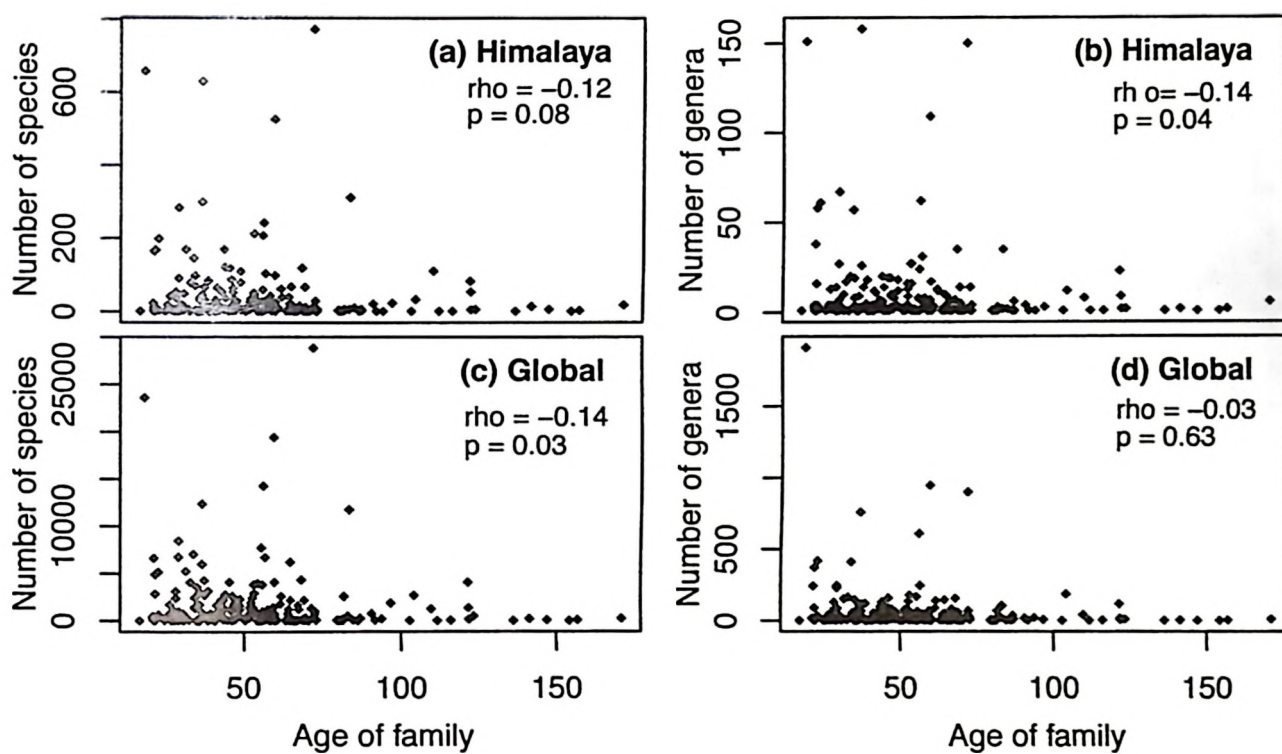 (a) Himalaya
rho = −0.12
p = 0.08
Number of species
0
200
600
(b) Himalaya
rh o= −0.14
p = 0.04
Number of genera
0
50
100
150
(c) Global
rho = −0.14
p = 0.03
Number of species
0
10000
25000
50
100
150
Age of family
(d) Global
rho = −0.03
p = 0.63
Number of genera
0
500
1500
50
100
150
Age of family